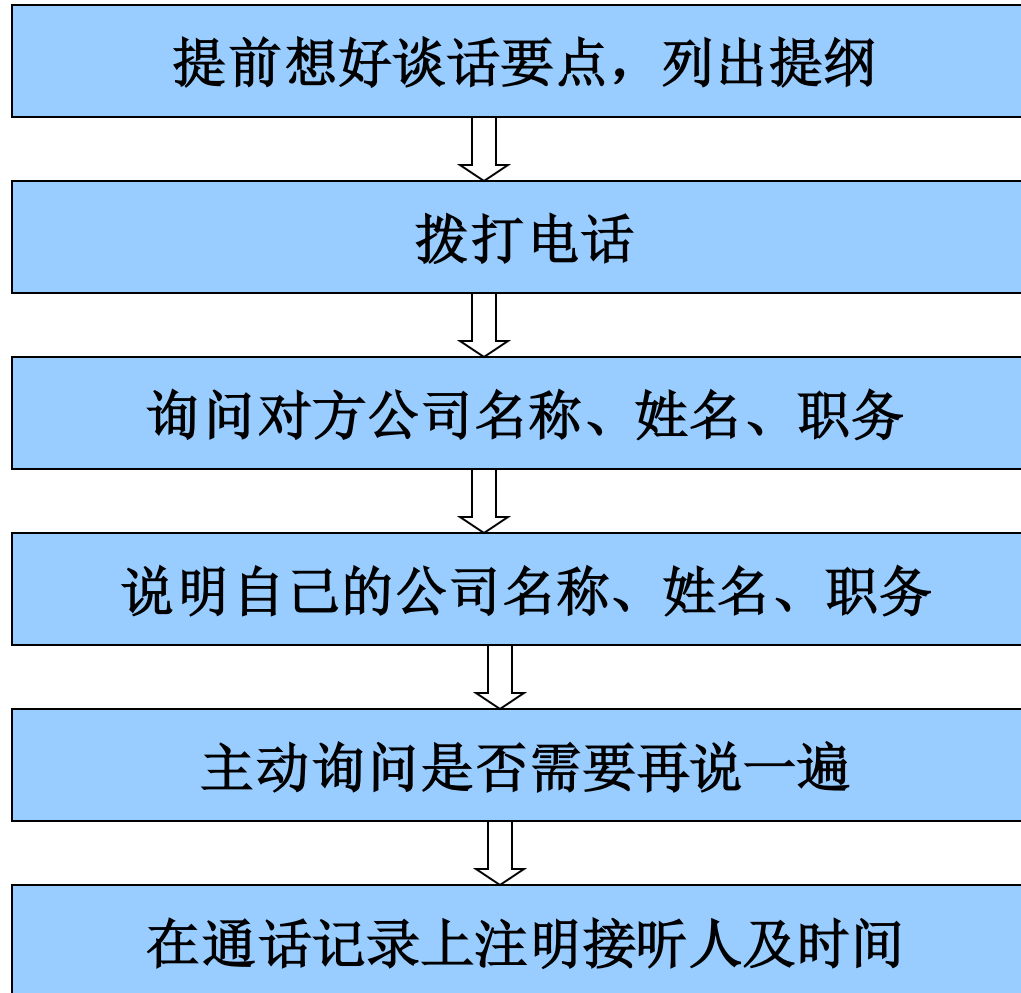 提前想好谈话要点，列出提纲
拨打电话
询问对方公司名称、姓名、职务
说明自己的公司名称、姓名、职务
主动询问是否需要再说一遍
在通话记录上注明接听人及时间